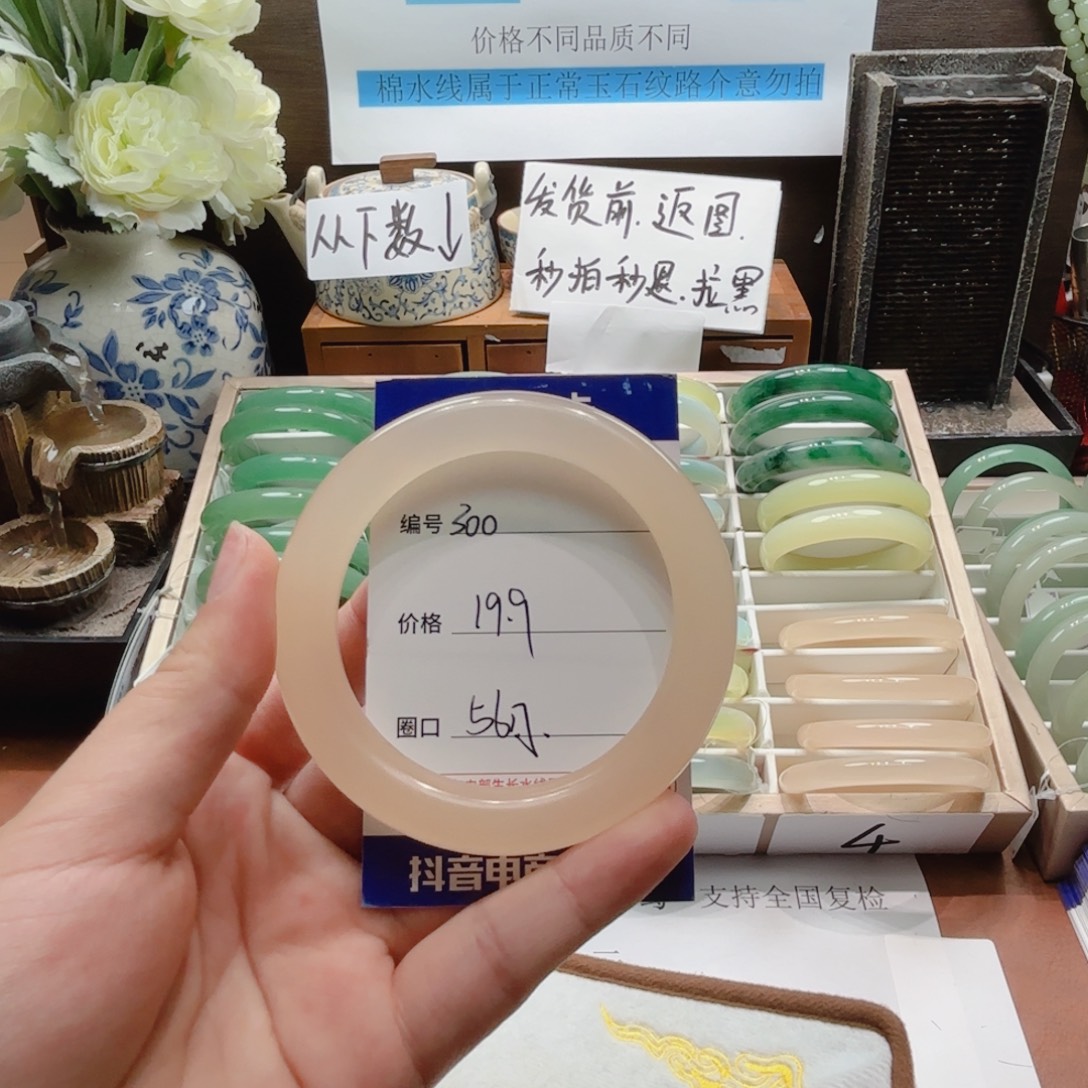 价格不同品质不同
棉水线属于正常玉石纹路介意勿拍
从下数↓
发货前.返图.
秒拍秒退.拉黑
编号 300
价格 19.9
圈口 56
抖音电商
4
支持全国复检